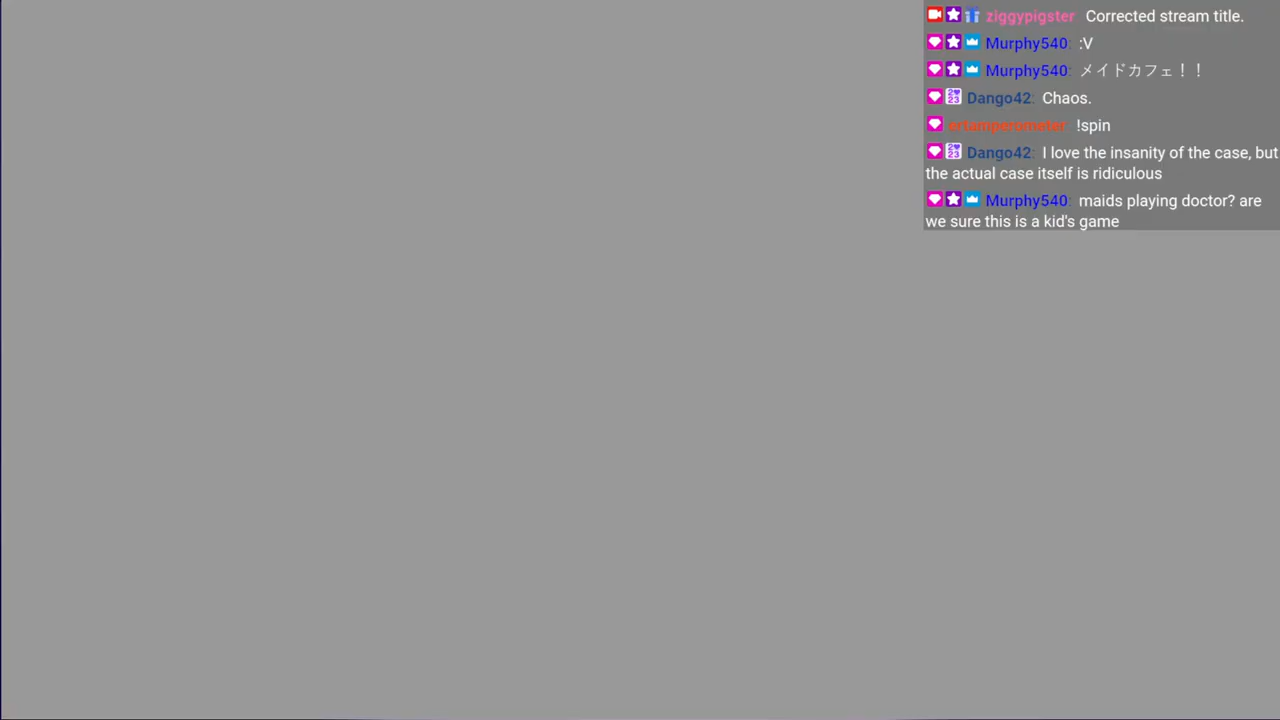 ziggypigster Corrected stream title.
Murphy540: :V
Murphy540: メイドカフェ！！
Dango42: Chaos.
!spin
Dango42: I love the insanity of the case, but
the actual case itself is ridiculous
Murphy540: maids playing doctor? are
we sure this is a kid's game